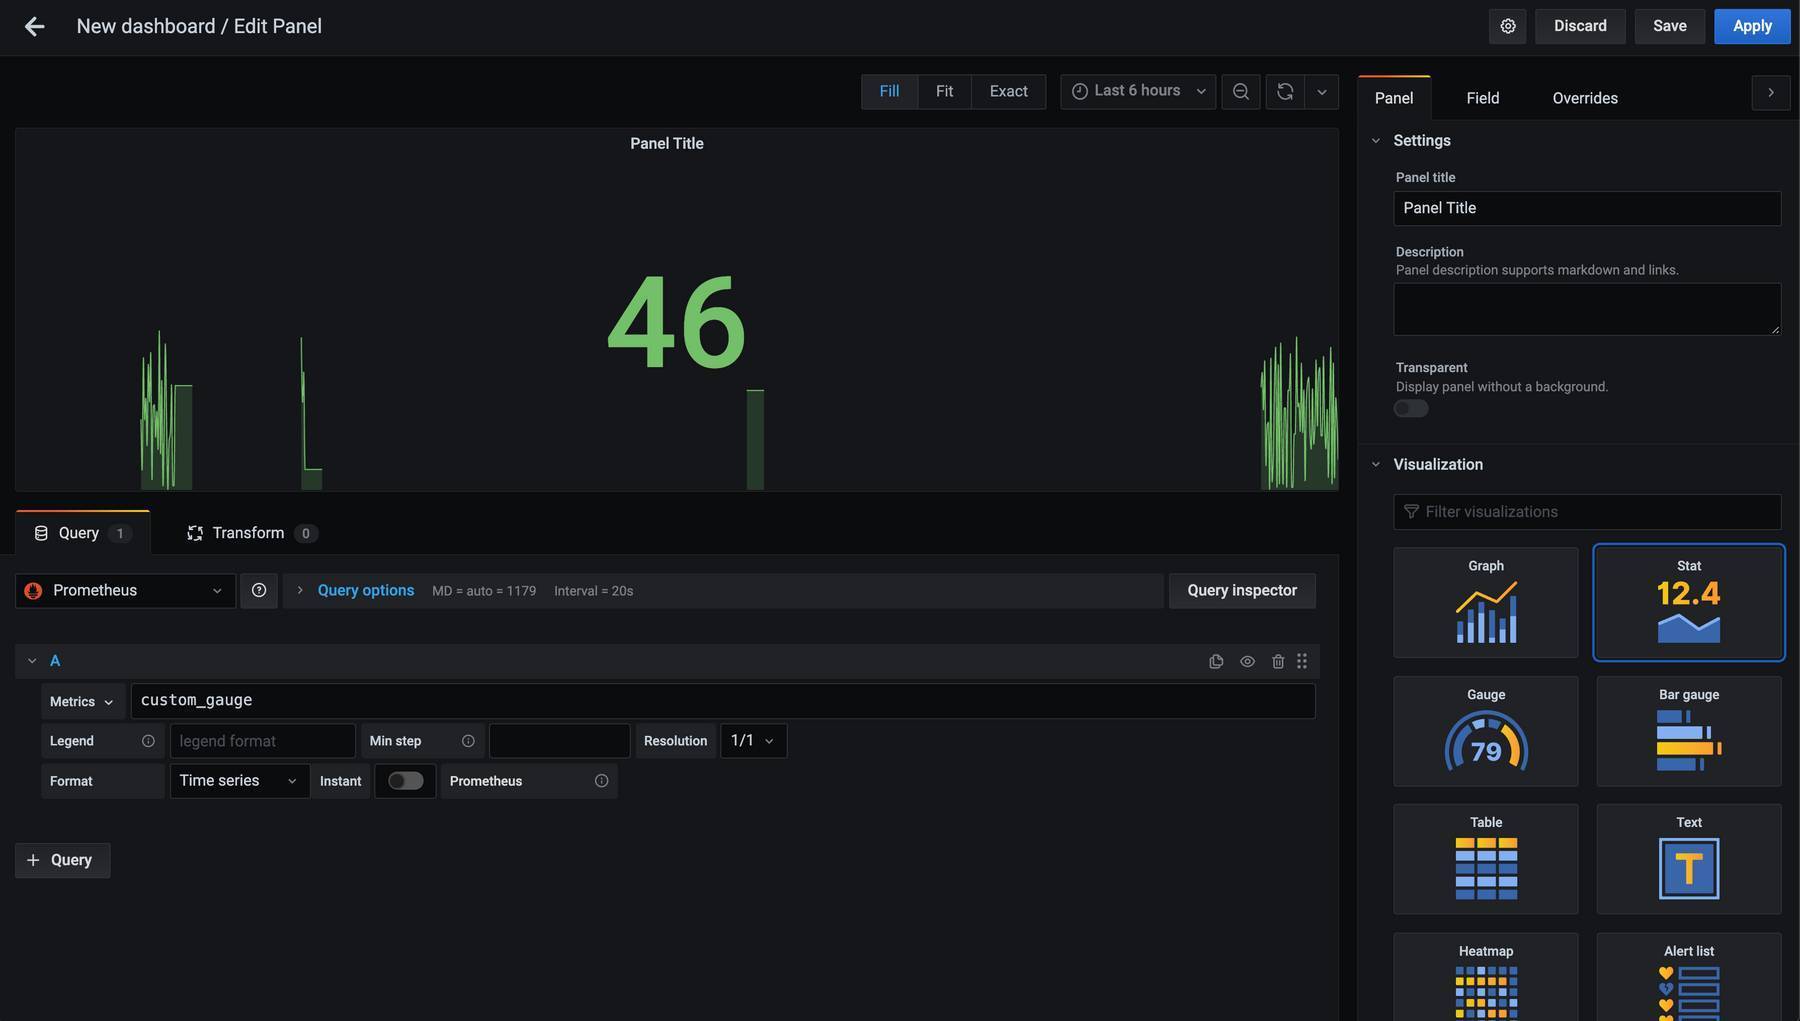 New dashboard / Edit Panel
Discard
Save
Apply
Fill
Fit
Exact
Last 6 hours
Panel
Field
Overrides
Panel Title
46
Settings
Panel title
Panel Title
Description
Panel description supports markdown and links.
Transparent
Display panel without a background.
Visualization
Filter visualizations
Graph
Stat
12.4
Gauge
79
Bar gauge
Table
Text
T
Heatmap
Alert list
Query 1
Transform 0
Prometheus
Query options MD = auto = 1179 Interval = 20s
Query inspector
A
Metrics
custom_gauge
Legend
legend format
Min step
Resolution
1/1
Format
Time series
Instant
Prometheus
+ Query